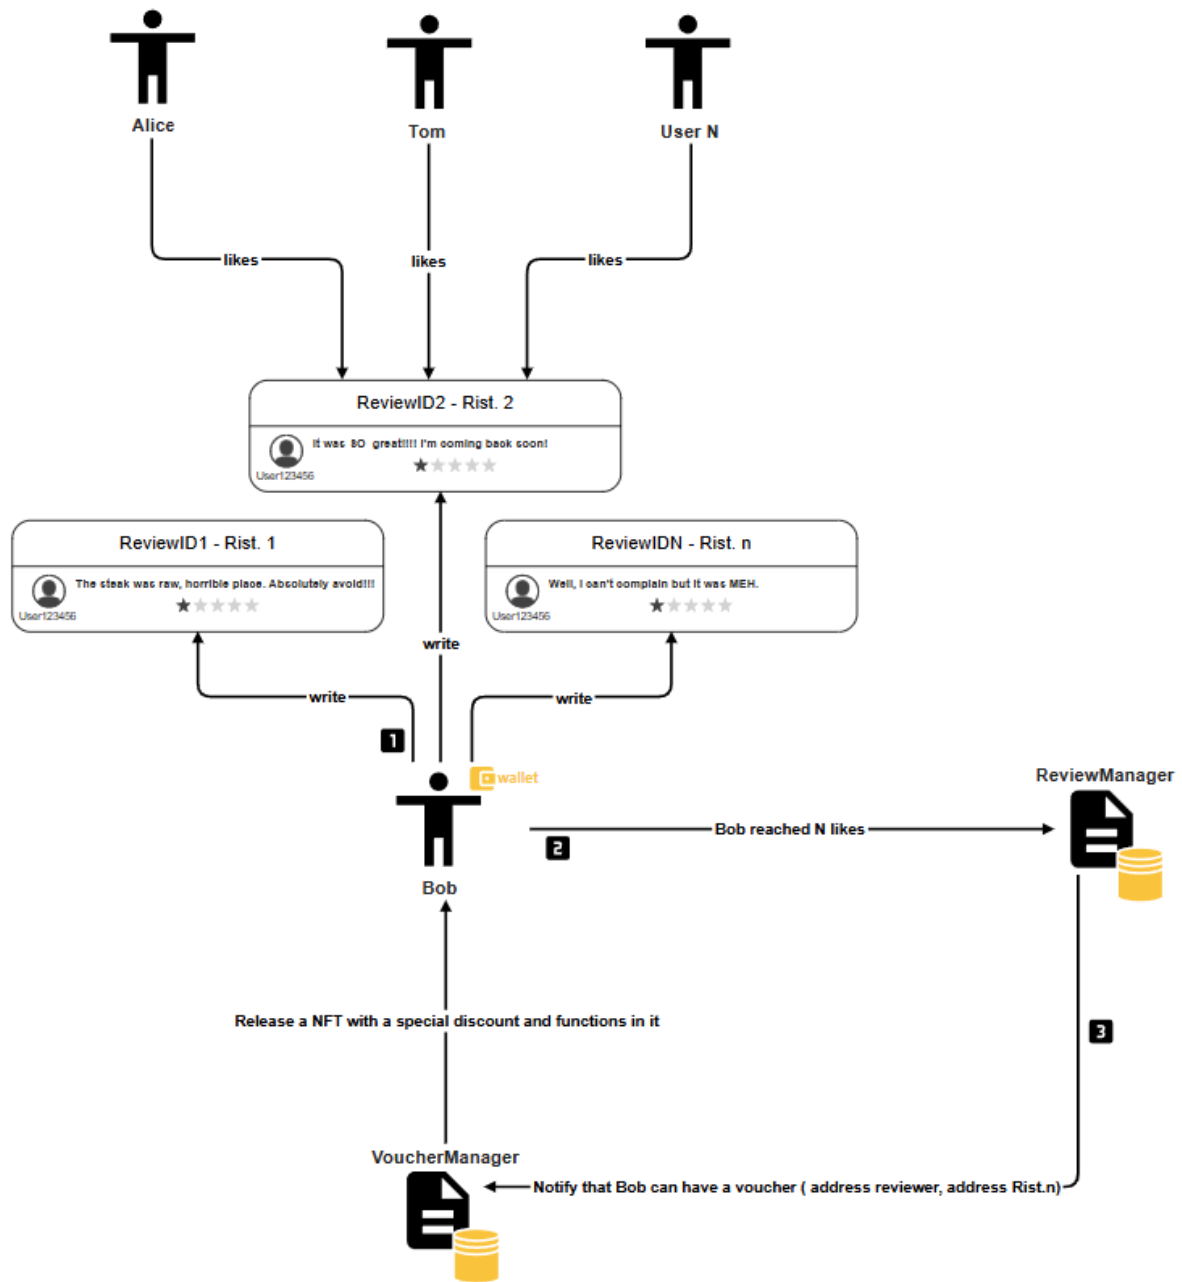 Alice
Tom
User N
likes
likes
likes
ReviewID2 - Rist. 2
It was SO great!!!! I'm coming back soon!
User123456
ReviewID1 - Rist. 1
The steak was raw, horrible place. Absolutely avoid!!!
User123456
ReviewIDN - Rist. n
Well, I can't complain but it was MEH.
User123456
write
write
write
1
wallet
Bob
ReviewManager
Bob reached N likes
2
Release a NFT with a special discount and functions in it
3
VoucherManager
Notify that Bob can have a voucher ( address reviewer, address Rist.n)